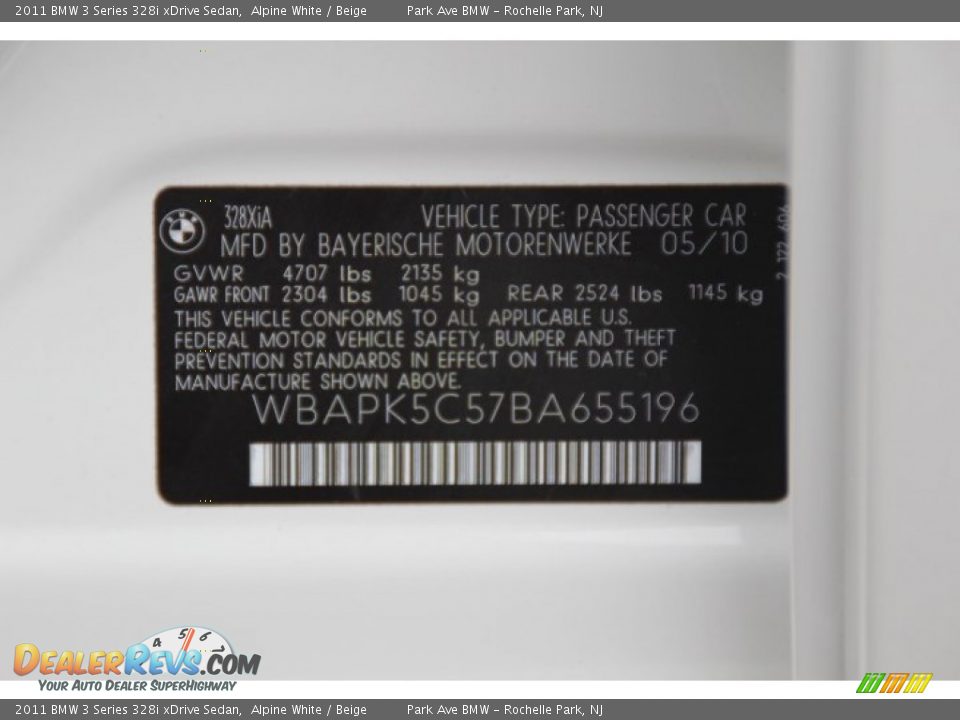 2011 BMW 3 Series 328i xDrive Sedan, Alpine White / Beige Park Ave BMW - Rochelle Park, NJ
328XiA VEHICLE TYPE: PASSENGER CAR
MFD BY BAYERISCHE MOTORENWERKE 05/10
GVWR 4707 lbs 2135 kg
GAWR FRONT 2304 lbs 1045 kg REAR 2524 lbs 1145 kg
THIS VEHICLE CONFORMS TO ALL APPLICABLE U.S.
FEDERAL MOTOR VEHICLE SAFETY, BUMPER AND THEFT
PREVENTION STANDARDS IN EFFECT ON THE DATE OF
MANUFACTURE SHOWN ABOVE.
WBAPK5C57BA655196
4 5 6 7
DEALERREVS.COM
YOUR AUTO DEALER SUPERHIGHWAY
2011 BMW 3 Series 328i xDrive Sedan, Alpine White / Beige Park Ave BMW - Rochelle Park, NJ